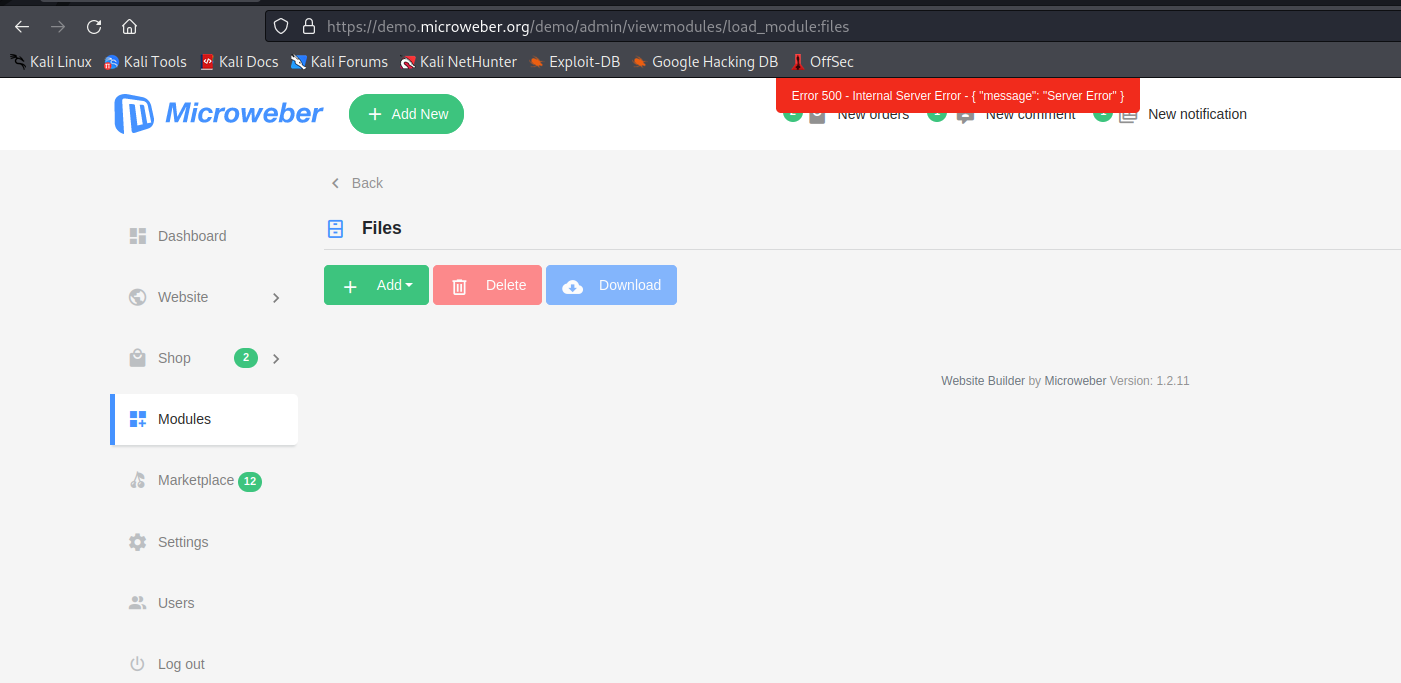 https://demo.microweber.org/demo/admin/view:modules/load_module:files
Kali Linux Kali Tools Kali Docs Kali Forums Kali NetHunter Exploit-DB Google Hacking DB OffSec
Error 500 - Internal Server Error - { "message": "Server Error" }
Microweber Add New New orders New comment New notification
Back
Files
Add Delete Download
Dashboard
Website
Shop 2
Modules
Marketplace 12
Settings
Users
Log out
Website Builder by Microweber Version: 1.2.11